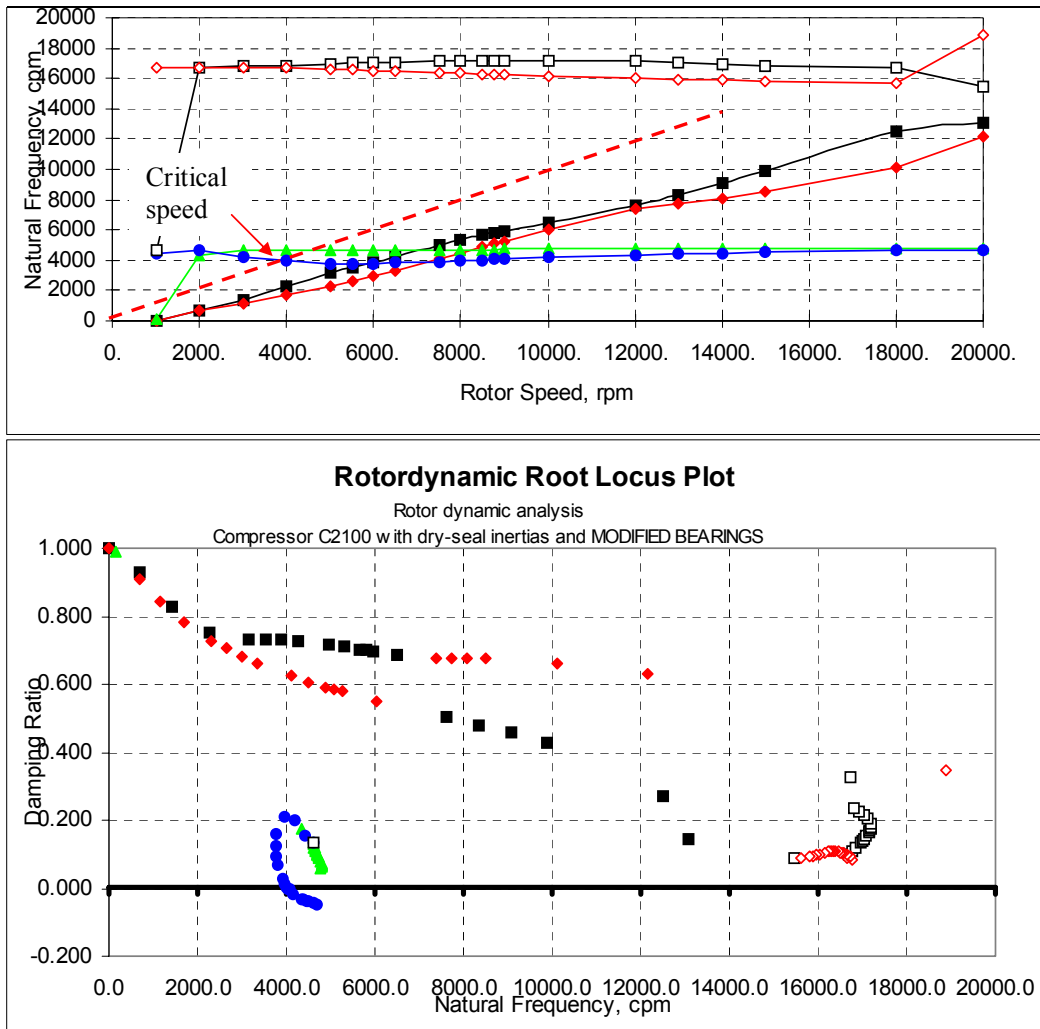 20000
18000
16000
14000
12000
10000
8000
6000
4000
2000
0
Natural Frequency, cpm
Critical
speed
0. 2000. 4000. 6000. 8000. 10000. 12000. 14000. 16000. 18000. 20000.
Rotor Speed, rpm
Rotordynamic Root Locus Plot
Rotor dynamic analysis
Compressor C2100 with dry-seal inertias and MODIFIED BEARINGS
1.000
0.800
0.600
0.400
0.200
0.000
-0.200
Damping Ratio
0.0 2000.0 4000.0 6000.0 8000.0 10000.0 12000.0 14000.0 16000.0 18000.0 20000.0
Natural Frequency, cpm